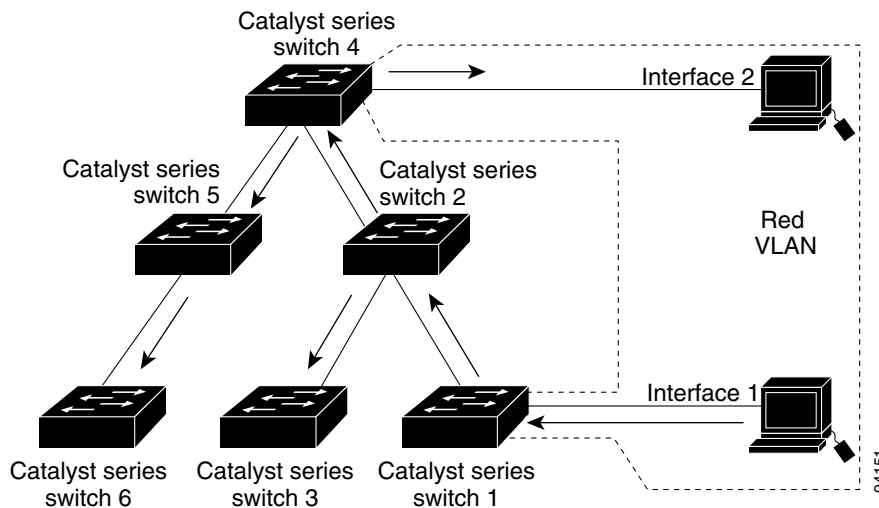 Catalyst series
switch 4
Interface 2
Catalyst series
switch 5
Catalyst series
switch 2
Red
VLAN
Interface 1
Catalyst series
switch 6
Catalyst series
switch 3
Catalyst series
switch 1
94151